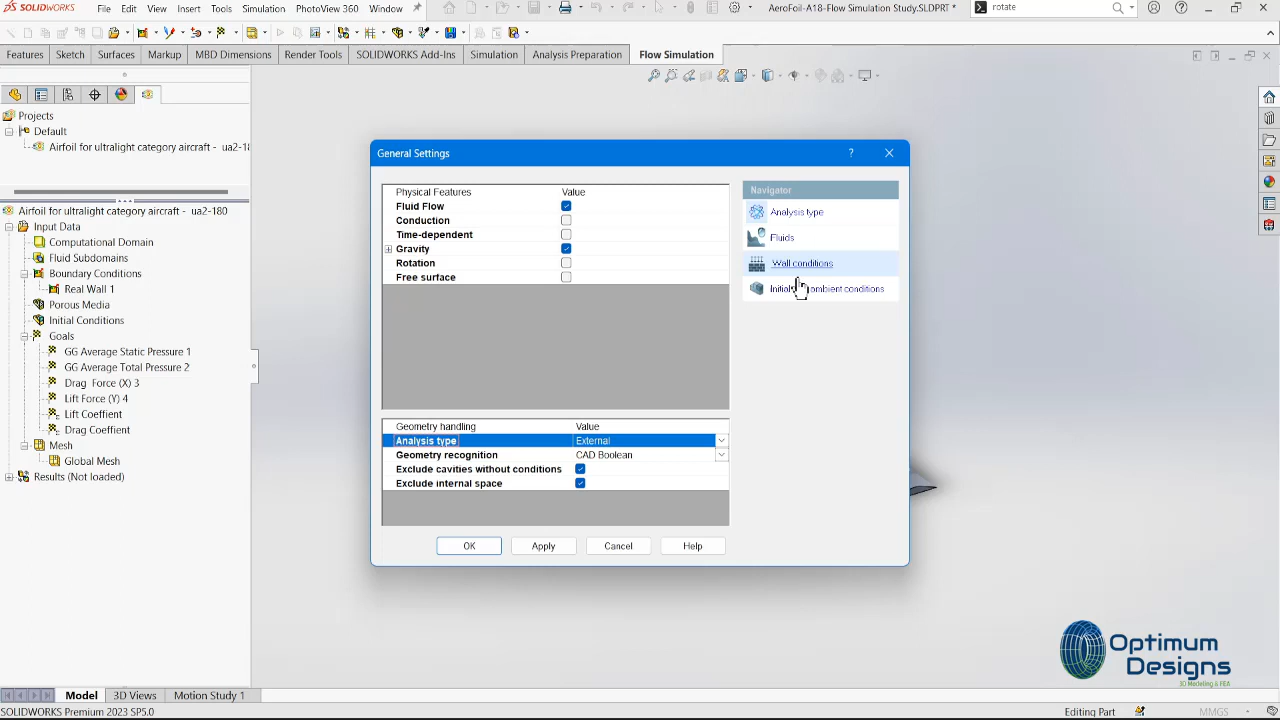 SOLIDWORKS File Edit View Insert Tools Simulation PhotoView 360 Window AeroFoil-A18-Flow Simulation Study.SLDPRT * rotate
Features Sketch Surfaces Markup MBD Dimensions Render Tools SOLIDWORKS Add-Ins Simulation Analysis Preparation Flow Simulation
Projects
Default
Airfoil for ultralight category aircraft - ua2-18
Airfoil for ultralight category aircraft - ua2-180
Input Data
Computational Domain
Fluid Subdomains
Boundary Conditions
Real Wall 1
Porous Media
Initial Conditions
Goals
GG Average Static Pressure 1
GG Average Total Pressure 2
Drag Force (X) 3
Lift Force (Y) 4
Lift Coeffient
Drag Coeffient
Mesh
Global Mesh
Results (Not loaded)
General Settings ?
Physical Features Value
Fluid Flow
Conduction
Time-dependent
Gravity
Rotation
Free surface
Geometry handling Value
Analysis type External
Geometry recognition CAD Boolean
Exclude cavities without conditions
Exclude internal space
OK Apply Cancel Help
Navigator
Analysis type
Fluids
Wall conditions
Initial ambient conditions
Optimum
Designs
3D Modeling & FEA
Model 3D Views Motion Study 1
SOLIDWORKS Premium 2023 SP5.0 Editing Part MMGS